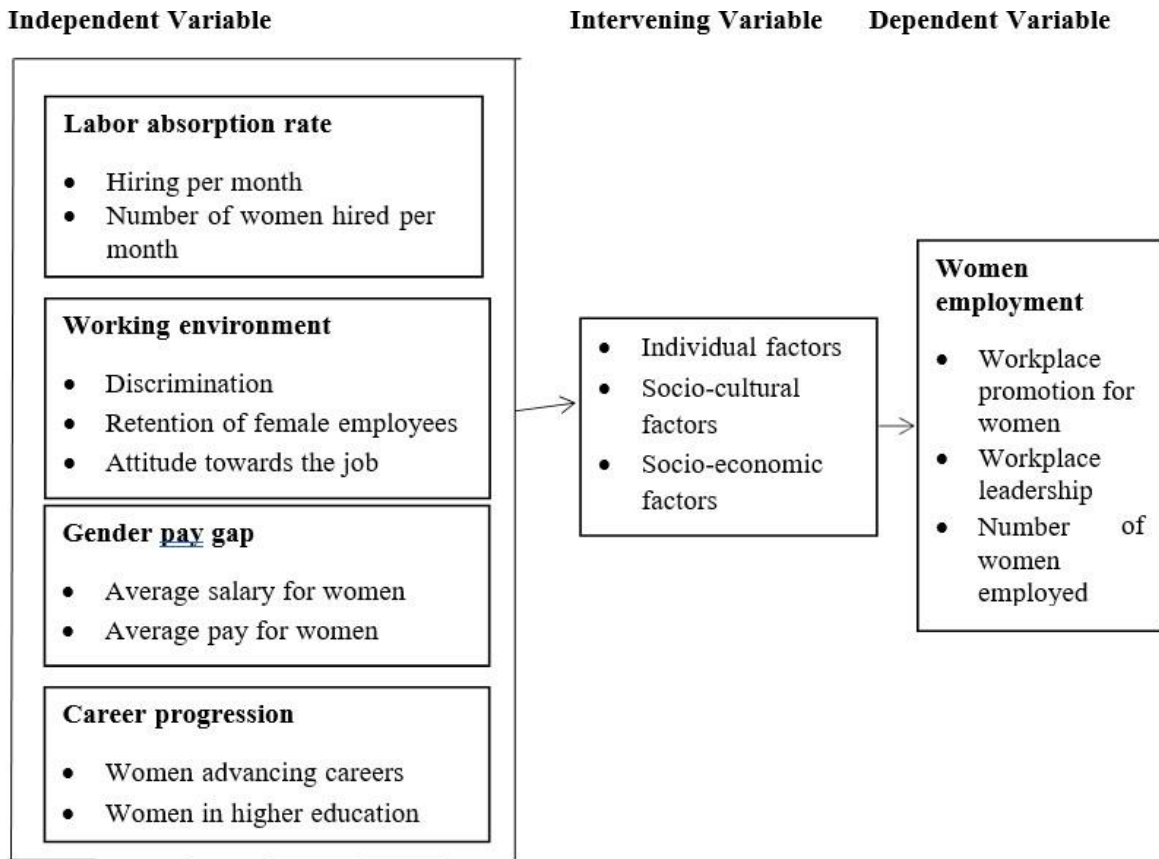 Independent Variable
Intervening Variable
Dependent Variable
Labor absorption rate
• Hiring per month
• Number of women hired per
month
Working environment
• Discrimination
• Retention of female employees
• Attitude towards the job
Gender pay gap
• Average salary for women
• Average pay for women
Career progression
• Women advancing careers
• Women in higher education
• Individual factors
• Socio-cultural
factors
• Socio-economic
factors
Women
employment
• Workplace
promotion for
women
• Workplace
leadership
• Number of
women
employed